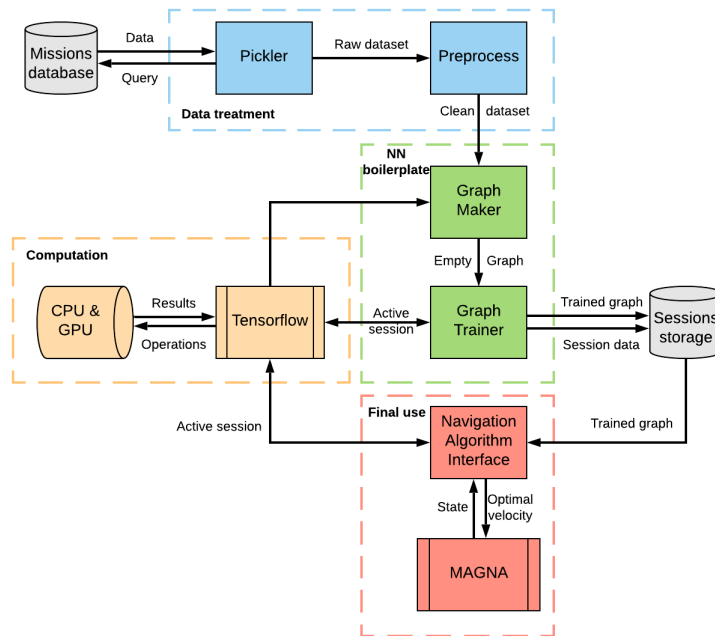 Missions
database
Data
Query
Pickler
Raw dataset
Preprocess
Data treatment
Clean dataset
NN
boilerplate
Graph
Maker
Empty Graph
Computation
CPU &
GPU
Results
Operations
Tensorflow
Active
session
Graph
Trainer
Trained graph
Session data
Sessions
storage
Active session
Final use
Navigation
Algorithm
Interface
Trained graph
State
Optimal
velocity
MAGNA